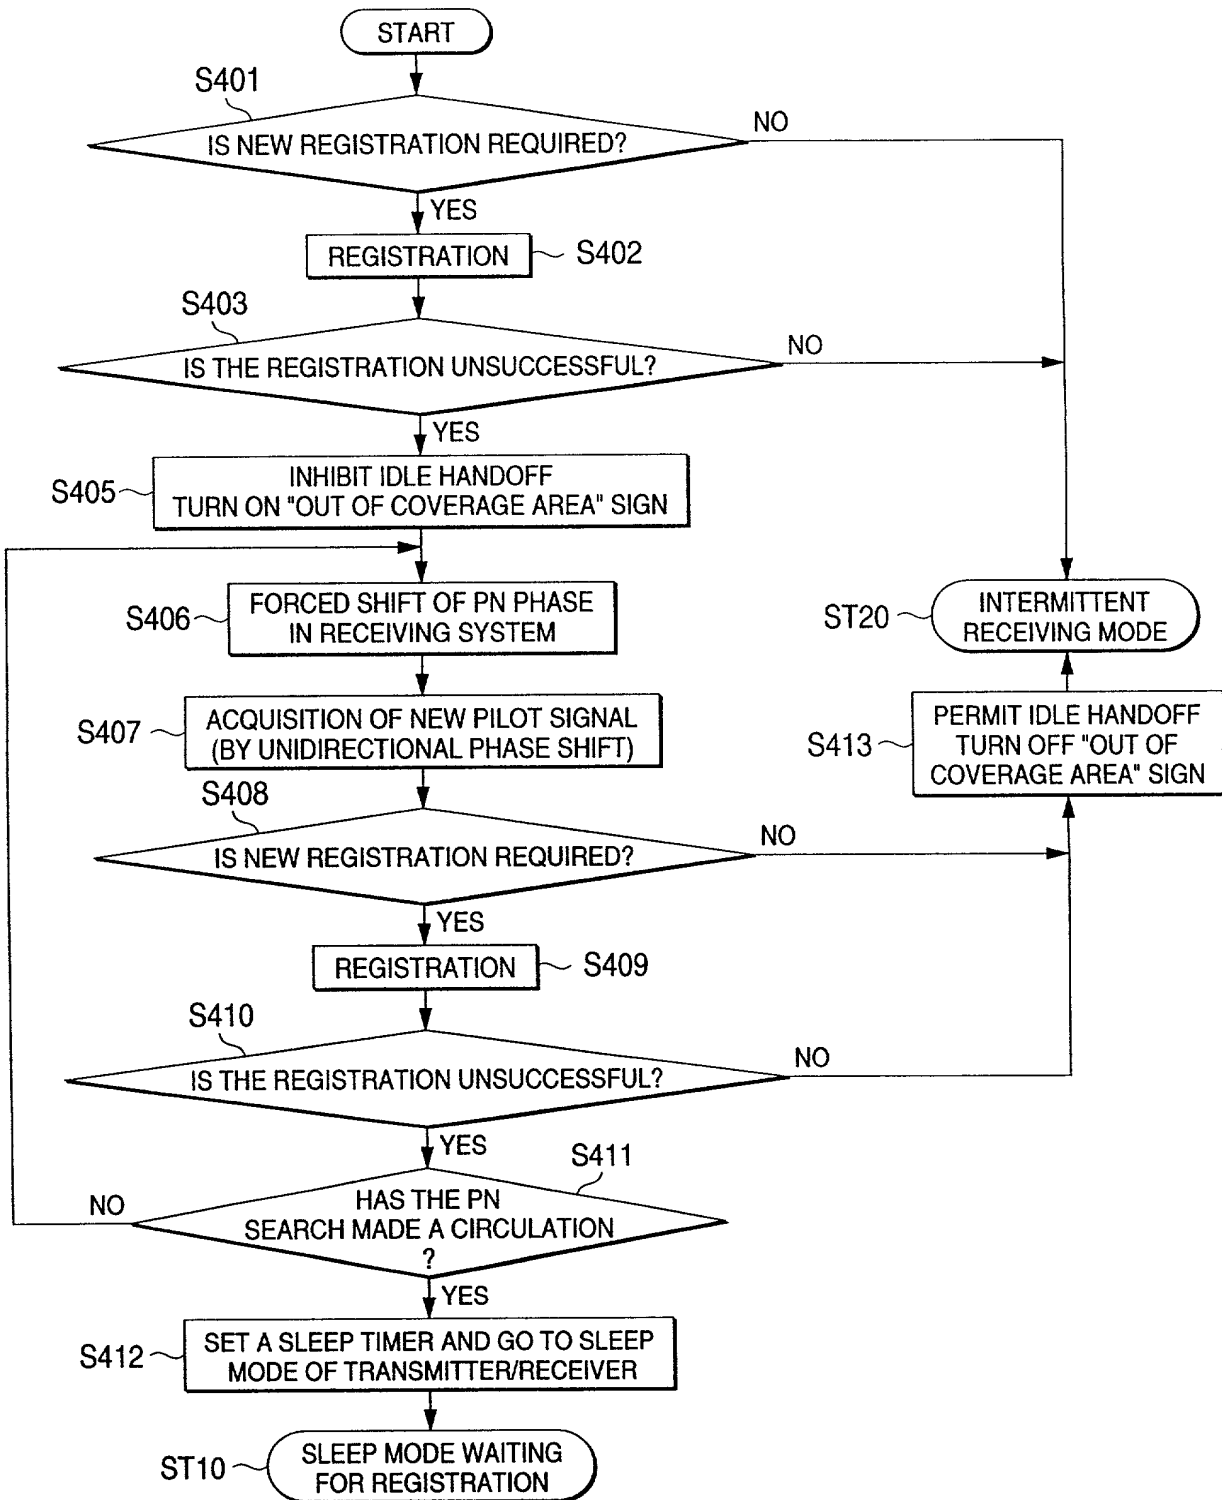 START
S401
IS NEW REGISTRATION REQUIRED?
NO
YES
REGISTRATION
S402
S403
IS THE REGISTRATION UNSUCCESSFUL?
NO
YES
S405
INHIBIT IDLE HANDOFF
TURN ON "OUT OF COVERAGE AREA" SIGN
S406
FORCED SHIFT OF PN PHASE
IN RECEIVING SYSTEM
ST20
INTERMITTENT
RECEIVING MODE
S407
ACQUISITION OF NEW PILOT SIGNAL
(BY UNIDIRECTIONAL PHASE SHIFT)
S413
PERMIT IDLE HANDOFF
TURN OFF "OUT OF
COVERAGE AREA" SIGN
S408
IS NEW REGISTRATION REQUIRED?
NO
YES
REGISTRATION
S409
S410
IS THE REGISTRATION UNSUCCESSFUL?
NO
YES
S411
HAS THE PN
SEARCH MADE A CIRCULATION
?
NO
YES
S412
SET A SLEEP TIMER AND GO TO SLEEP
MODE OF TRANSMITTER/RECEIVER
ST10
SLEEP MODE WAITING
FOR REGISTRATION